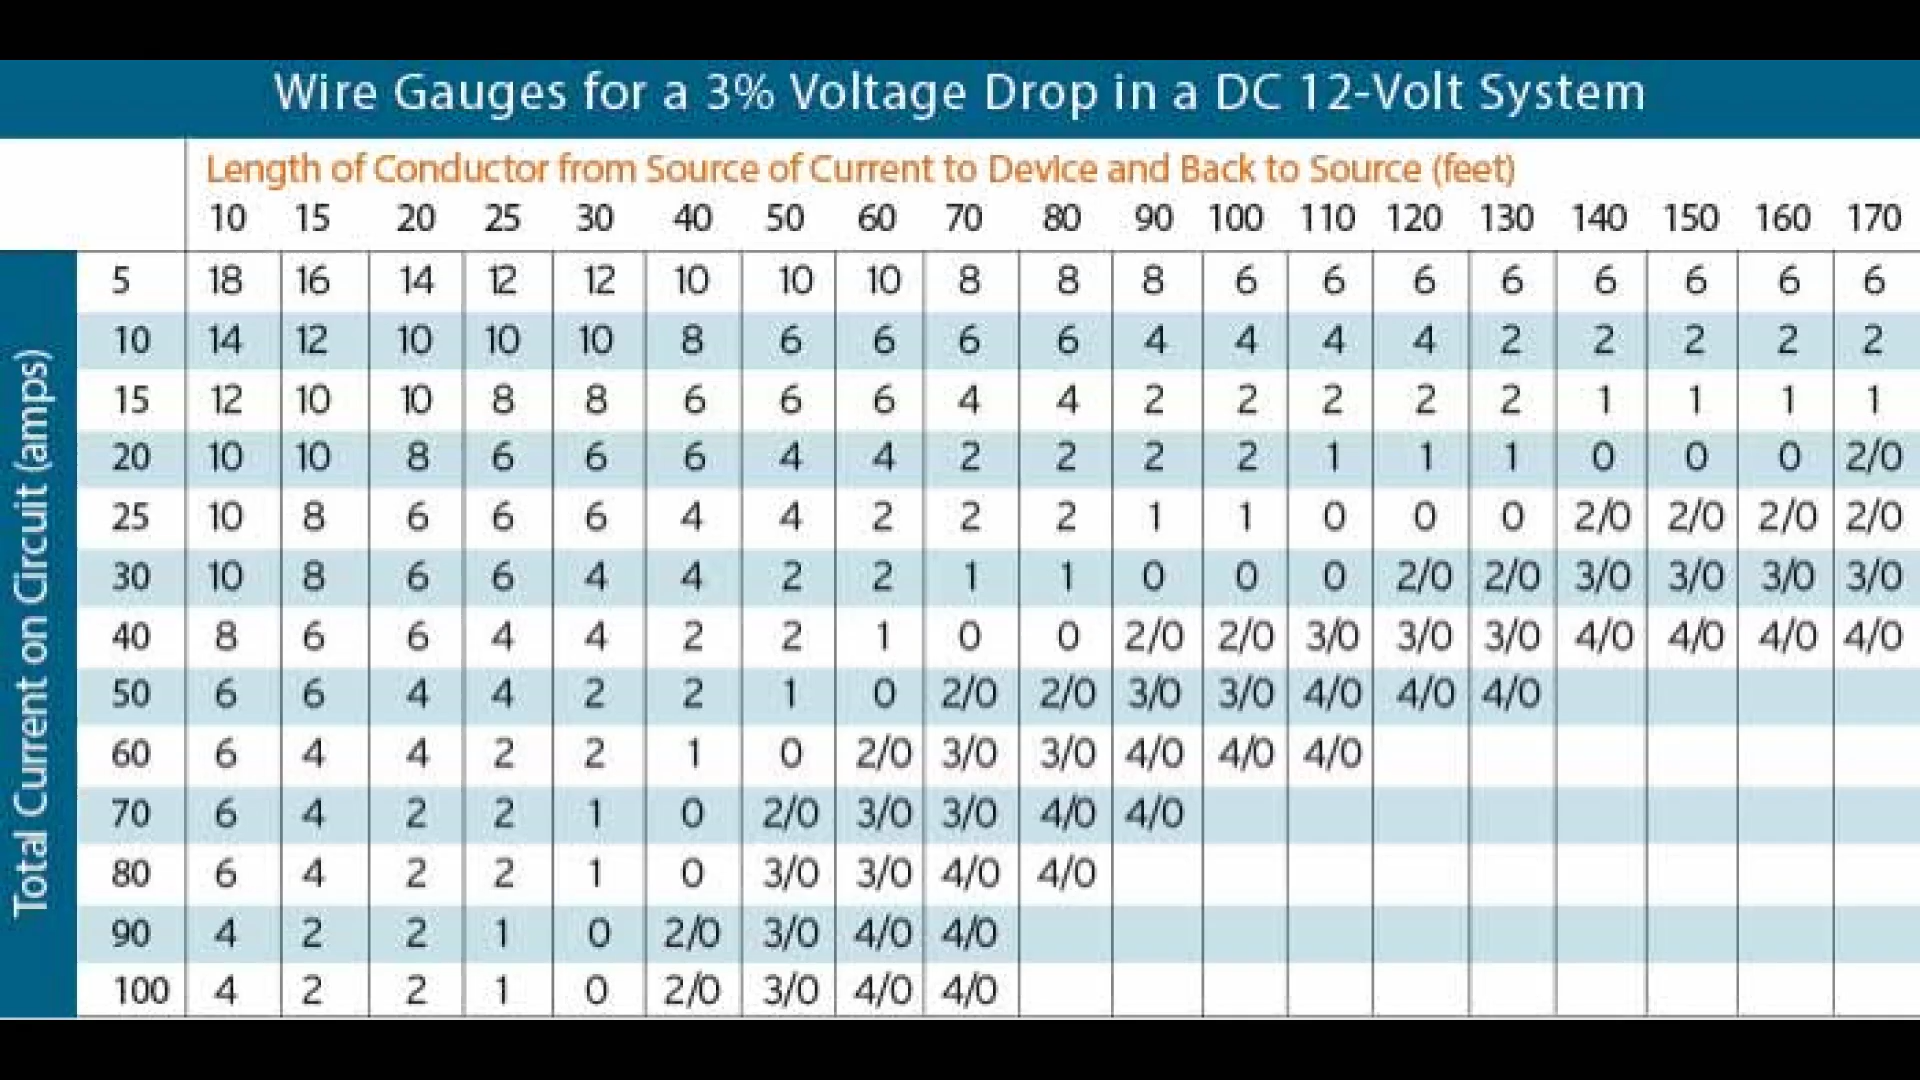 Wire Gauges for a 3% Voltage Drop in a DC 12-Volt System
Length of Conductor from Source of Current to Device and Back to Source (feet)
10 15 20 25 30 40 50 60 70 80 90 100 110 120 130 140 150 160 170
Total Current on Circuit (amps)
5 18 16 14 12 12 10 10 10 8 8 8 6 6 6 6 6 6 6 6
10 14 12 10 10 10 8 6 6 6 6 4 4 4 4 2 2 2 2 2
15 12 10 10 8 8 6 6 6 4 4 2 2 2 2 2 1 1 1 1
20 10 10 8 6 6 6 4 4 2 2 2 2 1 1 1 0 0 0 2/0
25 10 8 6 6 6 4 4 2 2 2 1 1 0 0 0 2/0 2/0 2/0 2/0
30 10 8 6 6 4 4 2 2 1 1 0 0 0 2/0 2/0 3/0 3/0 3/0 3/0
40 8 6 6 4 4 2 2 1 0 0 2/0 2/0 3/0 3/0 3/0 4/0 4/0 4/0 4/0
50 6 6 4 4 2 2 1 0 2/0 2/0 3/0 3/0 4/0 4/0 4/0
60 6 4 4 2 2 1 0 2/0 3/0 3/0 4/0 4/0 4/0
70 6 4 2 2 1 0 2/0 3/0 3/0 4/0 4/0
80 6 4 2 2 1 0 3/0 3/0 4/0 4/0
90 4 2 2 1 0 2/0 3/0 4/0 4/0
100 4 2 2 1 0 2/0 3/0 4/0 4/0